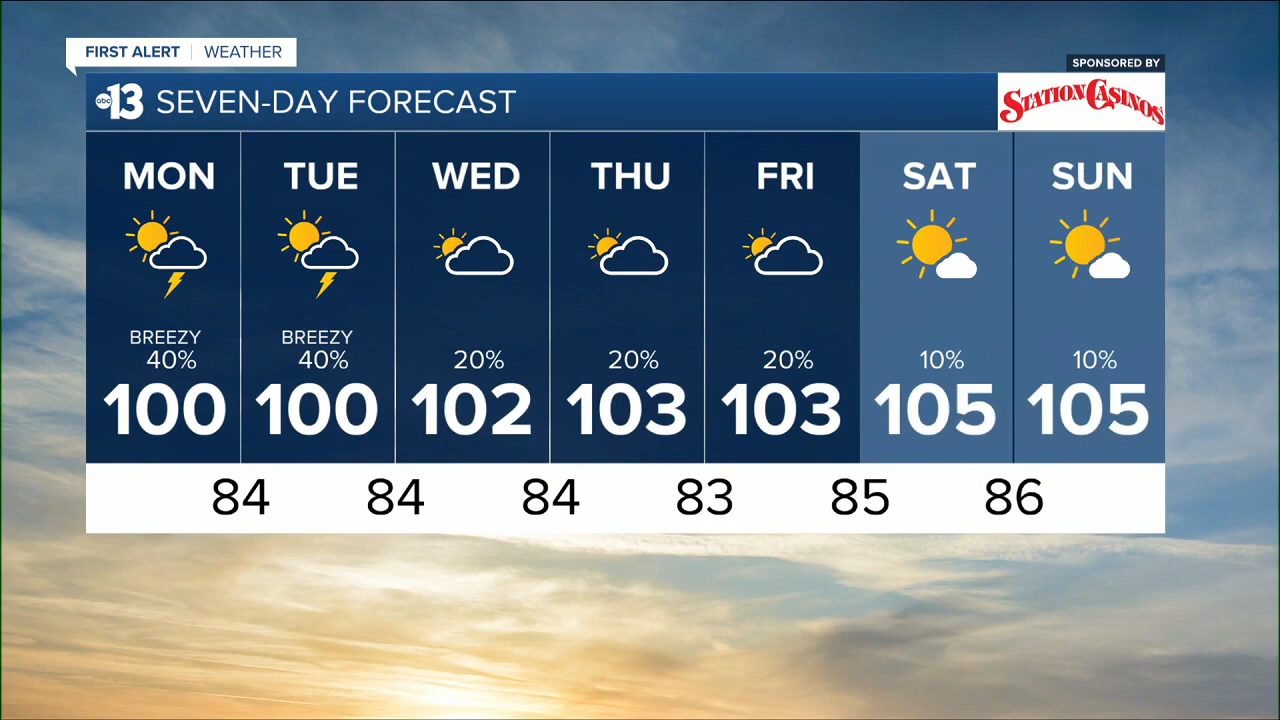 FIRST ALERT | WEATHER
SPONSORED BY
abc 13 SEVEN-DAY FORECAST
STATION CASINOS
MON TUE WED THU FRI SAT SUN
BREEZY BREEZY
40% 40% 20% 20% 20% 10% 10%
100 100 102 103 103 105 105
84 84 84 83 85 86